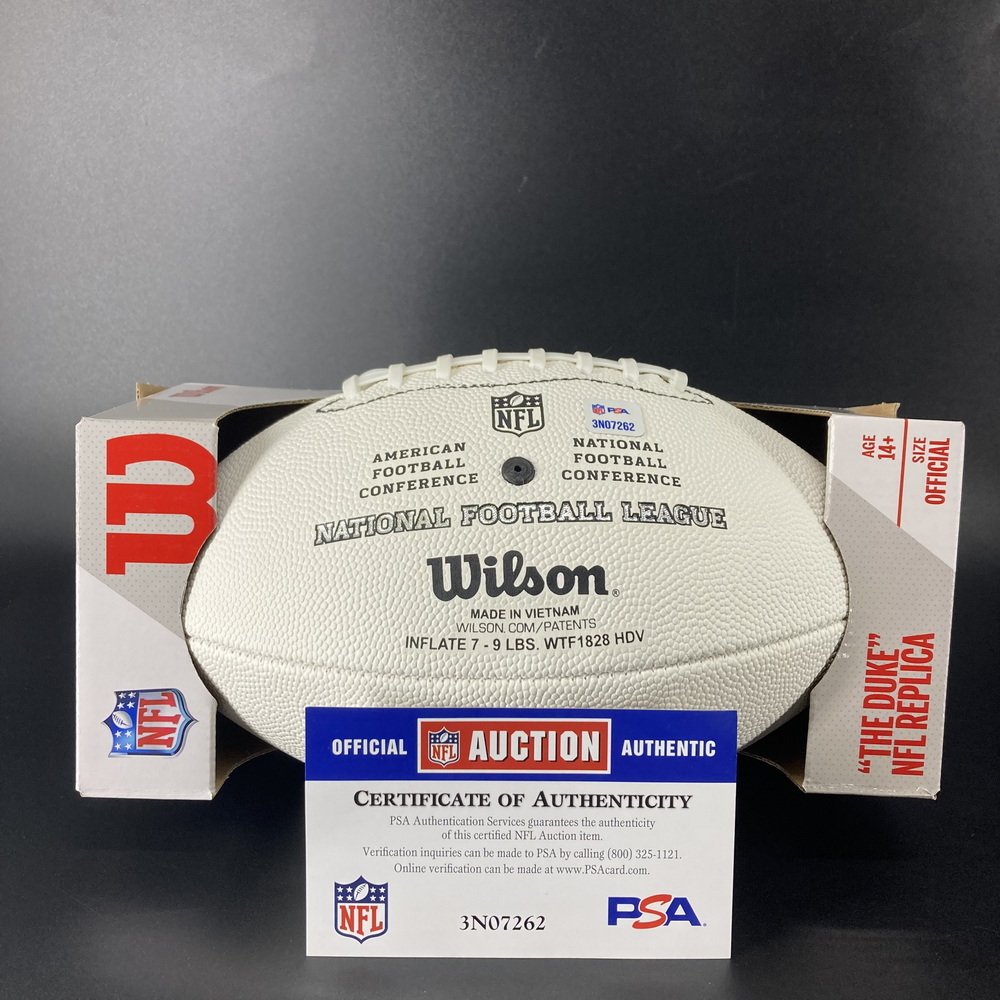 Wilson
W
NFL
NFL
NFL PSA
3N07262
AMERICAN
FOOTBALL
CONFERENCE
NATIONAL
FOOTBALL
CONFERENCE
NATIONAL FOOTBALL LEAGUE
Wilson®
MADE IN VIETNAM
WILSON.COM/PATENTS
INFLATE 7 - 9 LBS. WTF1828 HDV
AGE
14+
SIZE
OFFICIAL
"THE DUKE"
NFL REPLICA
OFFICIAL NFL AUCTION AUTHENTIC
CERTIFICATE OF AUTHENTICITY
PSA Authentication Services guarantees the authenticity
of this certified NFL Auction item.
Verification inquiries can be made to PSA by calling (800) 325-1121.
Online verification can be made at www.PSAcard.com.
NFL
3N07262
PSA.